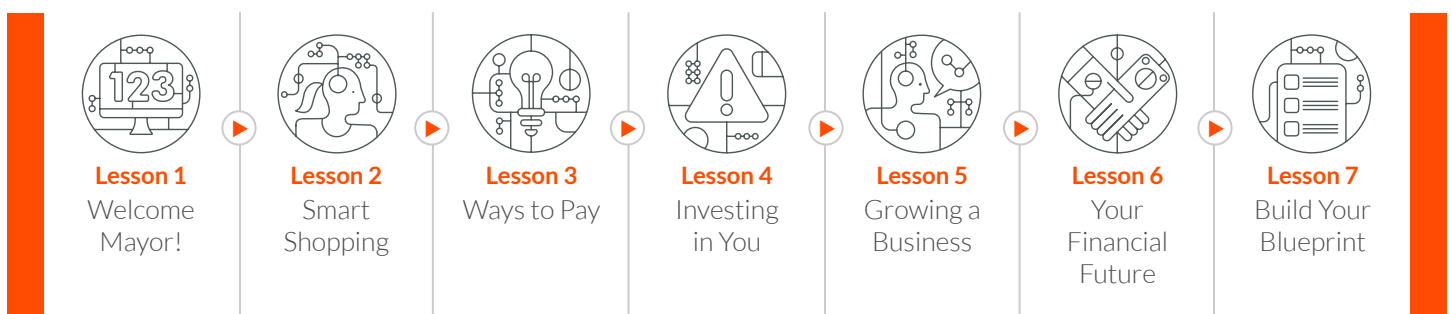 123
Lesson 1
Welcome
Mayor!
Lesson 2
Smart
Shopping
Lesson 3
Ways to Pay
Lesson 4
Investing
in You
Lesson 5
Growing a
Business
Lesson 6
Your
Financial
Future
Lesson 7
Build Your
Blueprint